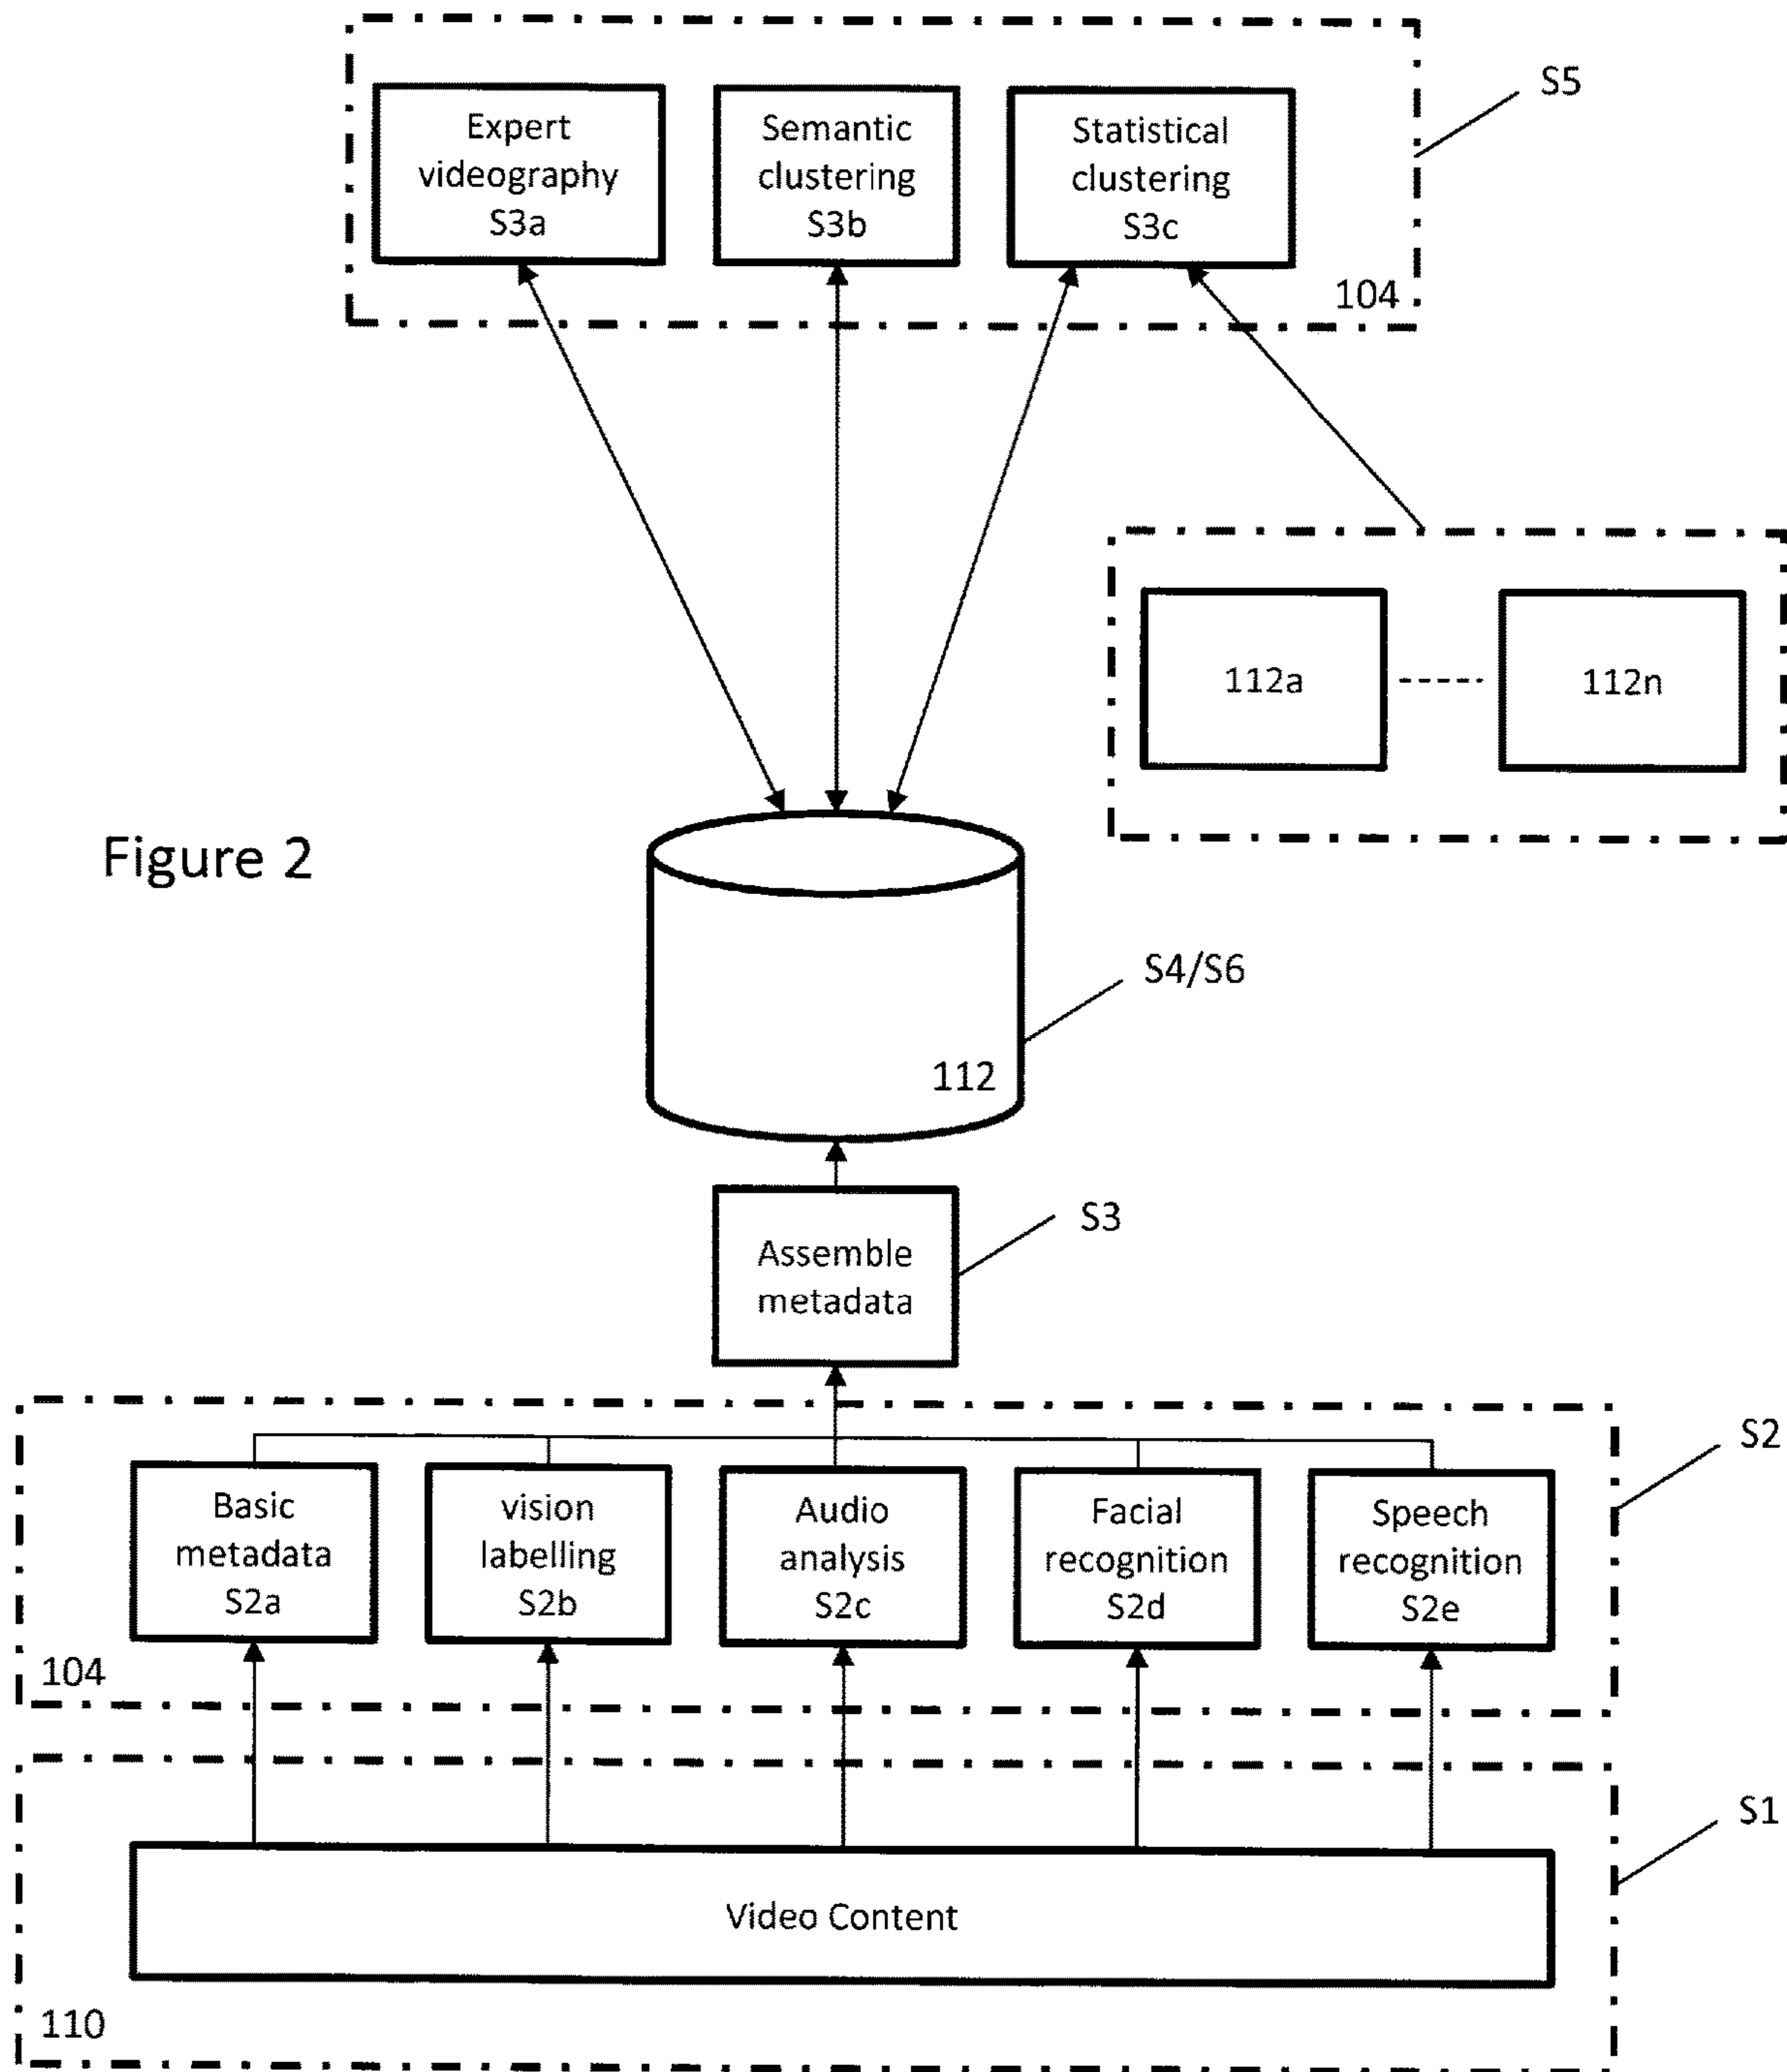 S5
Expert
videography
S3a
Semantic
clustering
S3b
Statistical
clustering
S3c
104
112a
112n
Figure 2
S4/S6
112
S3
Assemble
metadata
S2
Basic
metadata
S2a
vision
labelling
S2b
Audio
analysis
S2c
Facial
recognition
S2d
Speech
recognition
S2e
104
S1
Video Content
110